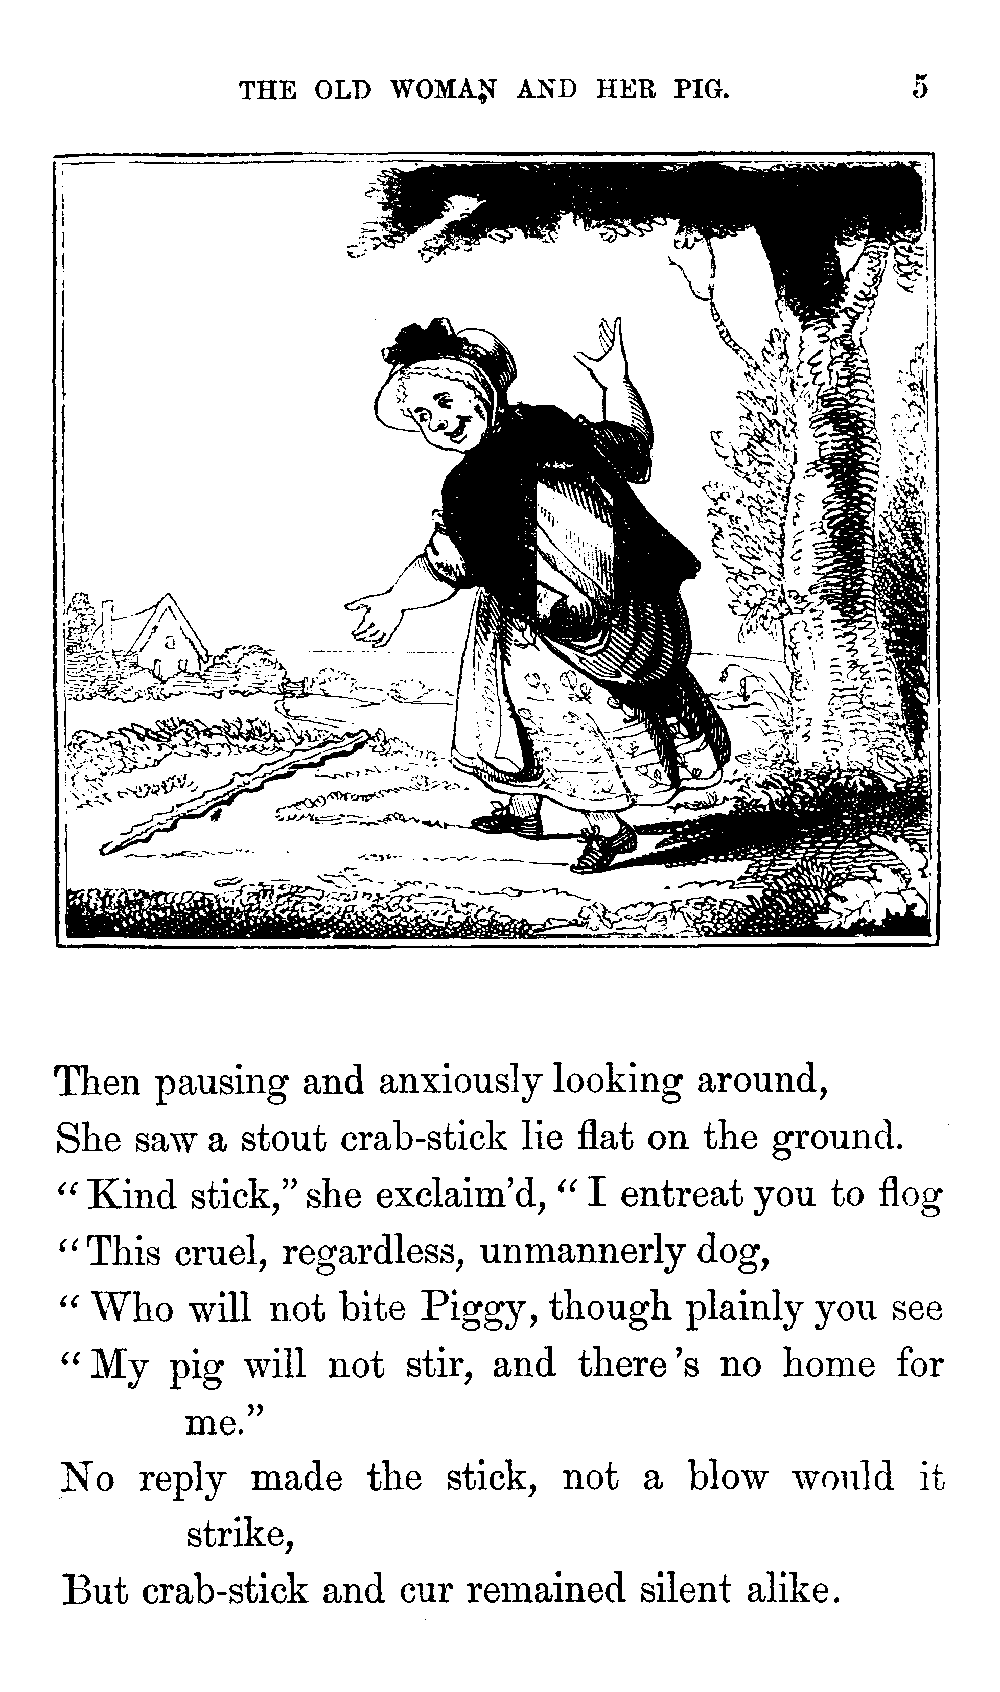 THE OLD WOMAN AND HER PIG. 5
Then pausing and anxiously looking around,
She saw a stout crab-stick lie flat on the ground.
“Kind stick,” she exclaim’d, “I entreat you to flog
“This cruel, regardless, unmannerly dog,
“Who will not bite Piggy, though plainly you see
“My pig will not stir, and there’s no home for
me.”
No reply made the stick, not a blow would it
strike,
But crab-stick and cur remained silent alike.